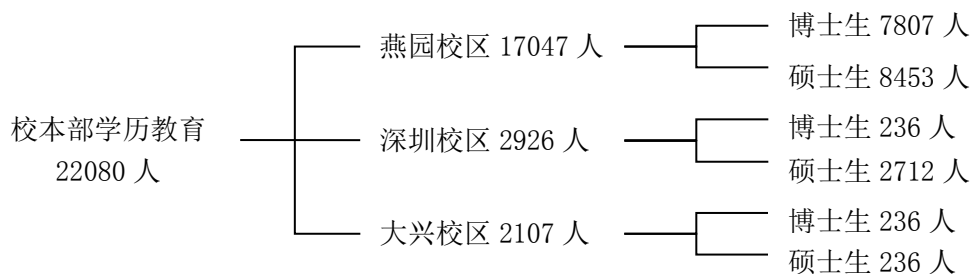 校本部学历教育
22080 人
燕园校区 17047 人
博士生 7807 人
硕士生 8453 人
深圳校区 2926 人
博士生 236 人
硕士生 2712 人
大兴校区 2107 人
博士生 236 人
硕士生 236 人